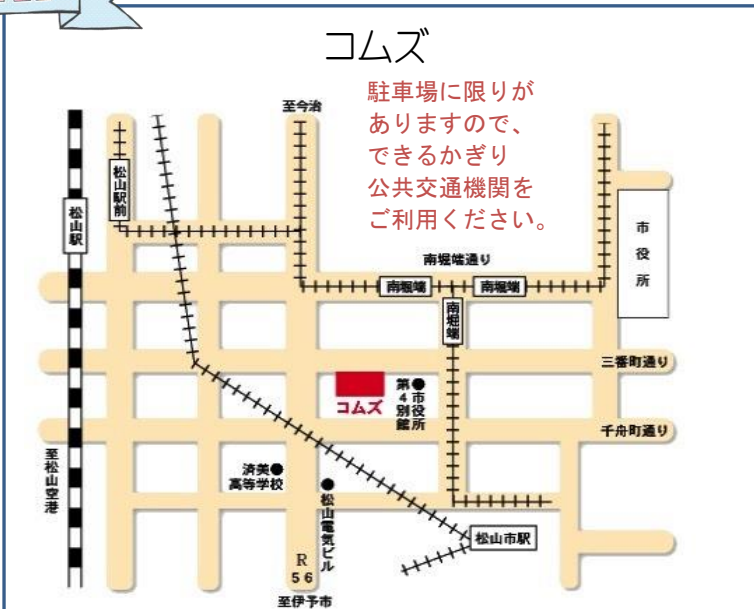 コムズ
駐車場に限りが
ありますので、
できるかぎり
公共交通機関を
ご利用ください。
至今治
松山駅前
松山駅
市役所
南堀端通り
南堀端
南堀端
南堀端
三番町通り
コムズ
市役所
第4別館
千舟町通り
至松山空港
済美
高等学校
松山電気ビル
松山市駅
R
56
至伊予市